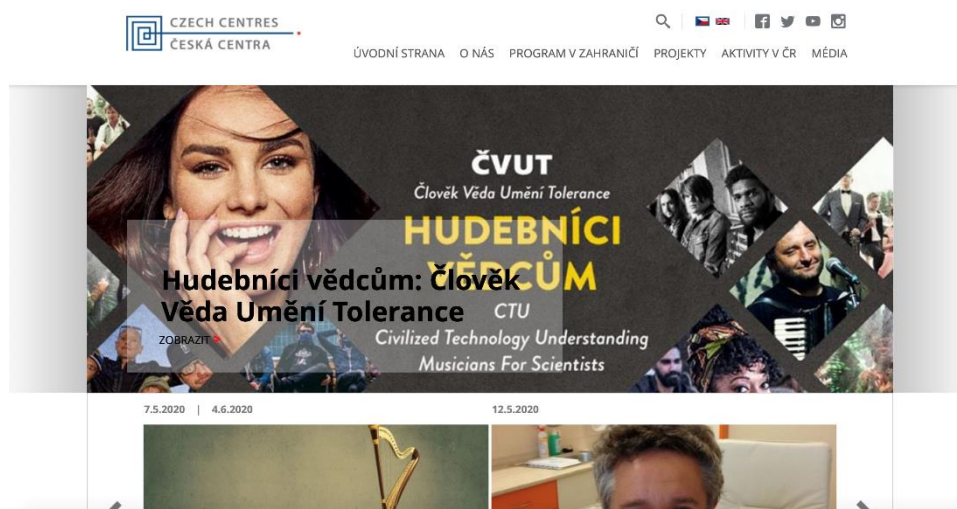 CZECH CENTRES
ČESKÁ CENTRA
ÚVODNÍ STRANA O NÁS PROGRAM V ZAHRANIČÍ PROJEKTY AKTIVITY V ČR MÉDIA
ČVUT
Člověk Věda Umění Tolerance
HUDEBNÍCI
VĚDCŮM
CTU
Civilized Technology Understanding
Musicians For Scientists
Hudebníci vědcům: Člověk
Věda Umění Tolerance
ZOBRAZIT >
7.5.2020 | 4.6.2020
12.5.2020